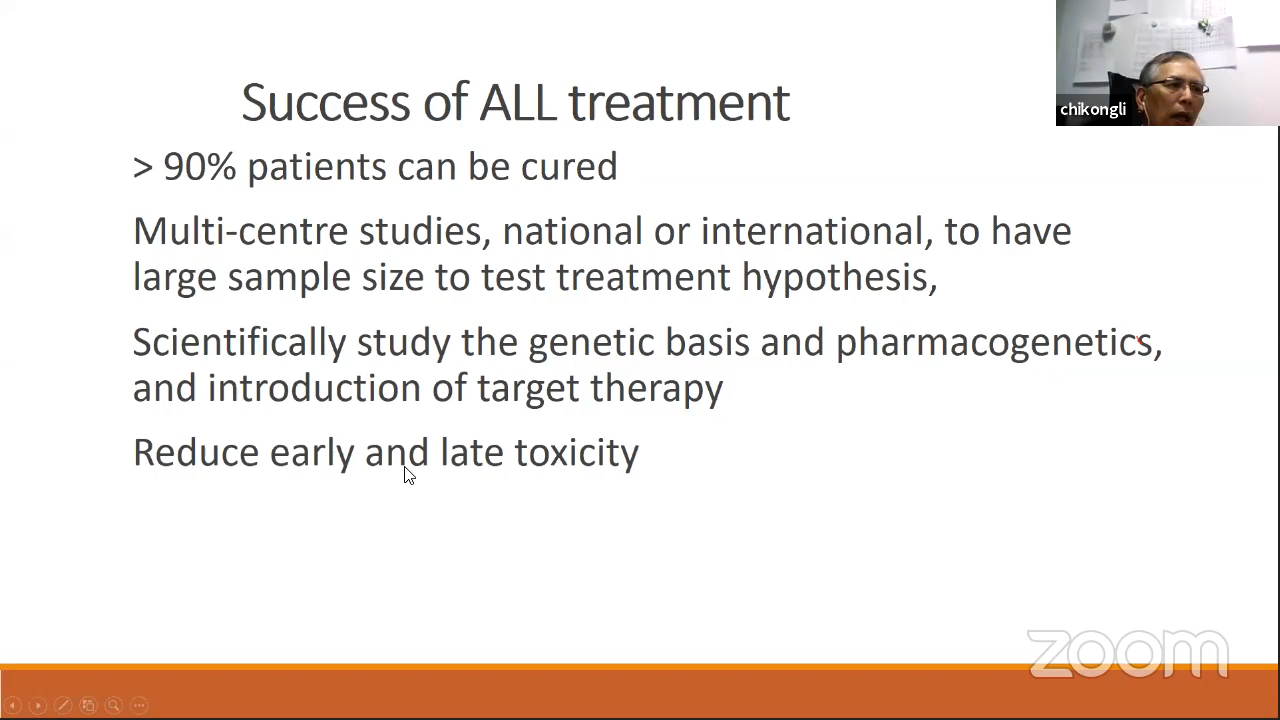 Success of ALL treatment
chikongli
> 90% patients can be cured
Multi-centre studies, national or international, to have
large sample size to test treatment hypothesis,
Scientifically study the genetic basis and pharmacogenetics,
and introduction of target therapy
Reduce early and late toxicity
zoom